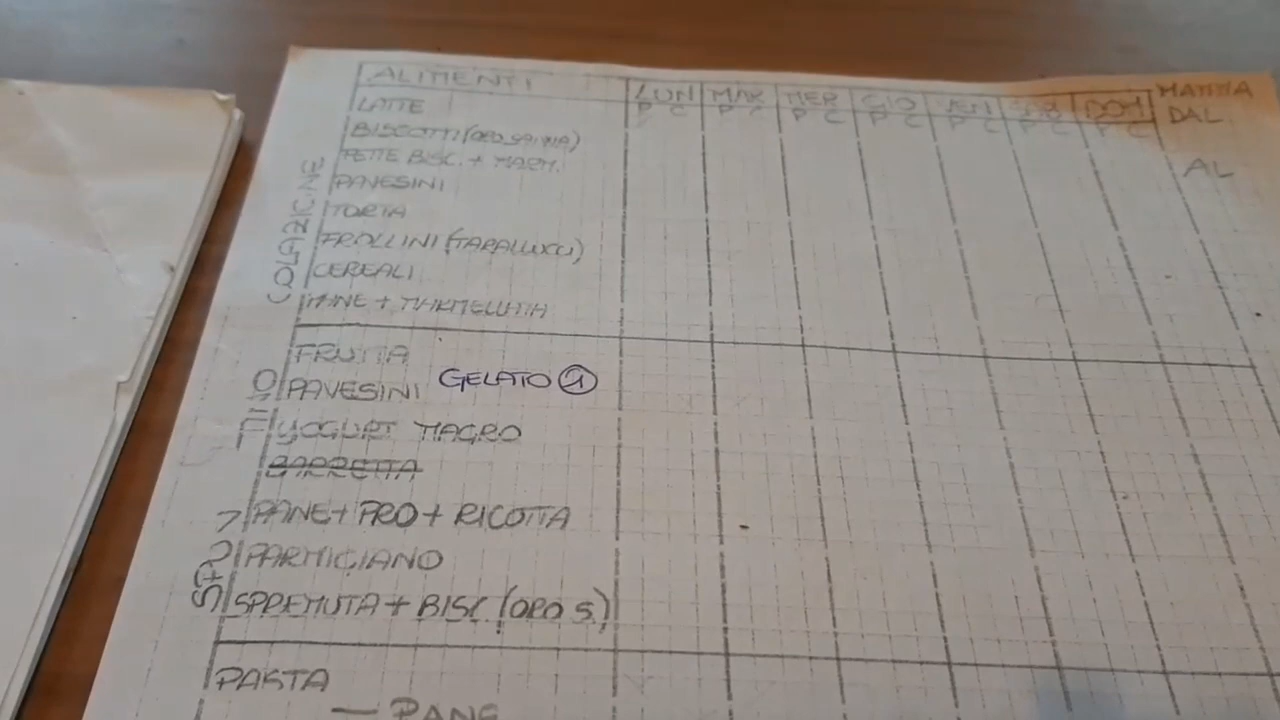 ALIMENTI LUN MAR MER GIO VEN SAB DOM MATTIA
P C P C P C P C P C P C P C DAL
LATTE
AL
BISCOTTI (ORO SAIWA)
FETTE BISC. + MARM.
PAVESINI
TORTA
FROLLINI (TARALLUCCI)
CEREALI
PANE + MARMELLATA
COLAZIONE
FRUTTA
PAVESINI GELATO 1
YOGURT MAGRO
BARRETTA
PANE + PRO + RICOTTA
PARMIGIANO
SPREMUTA + BISC. (ORO S.)
PASTA
— PANE